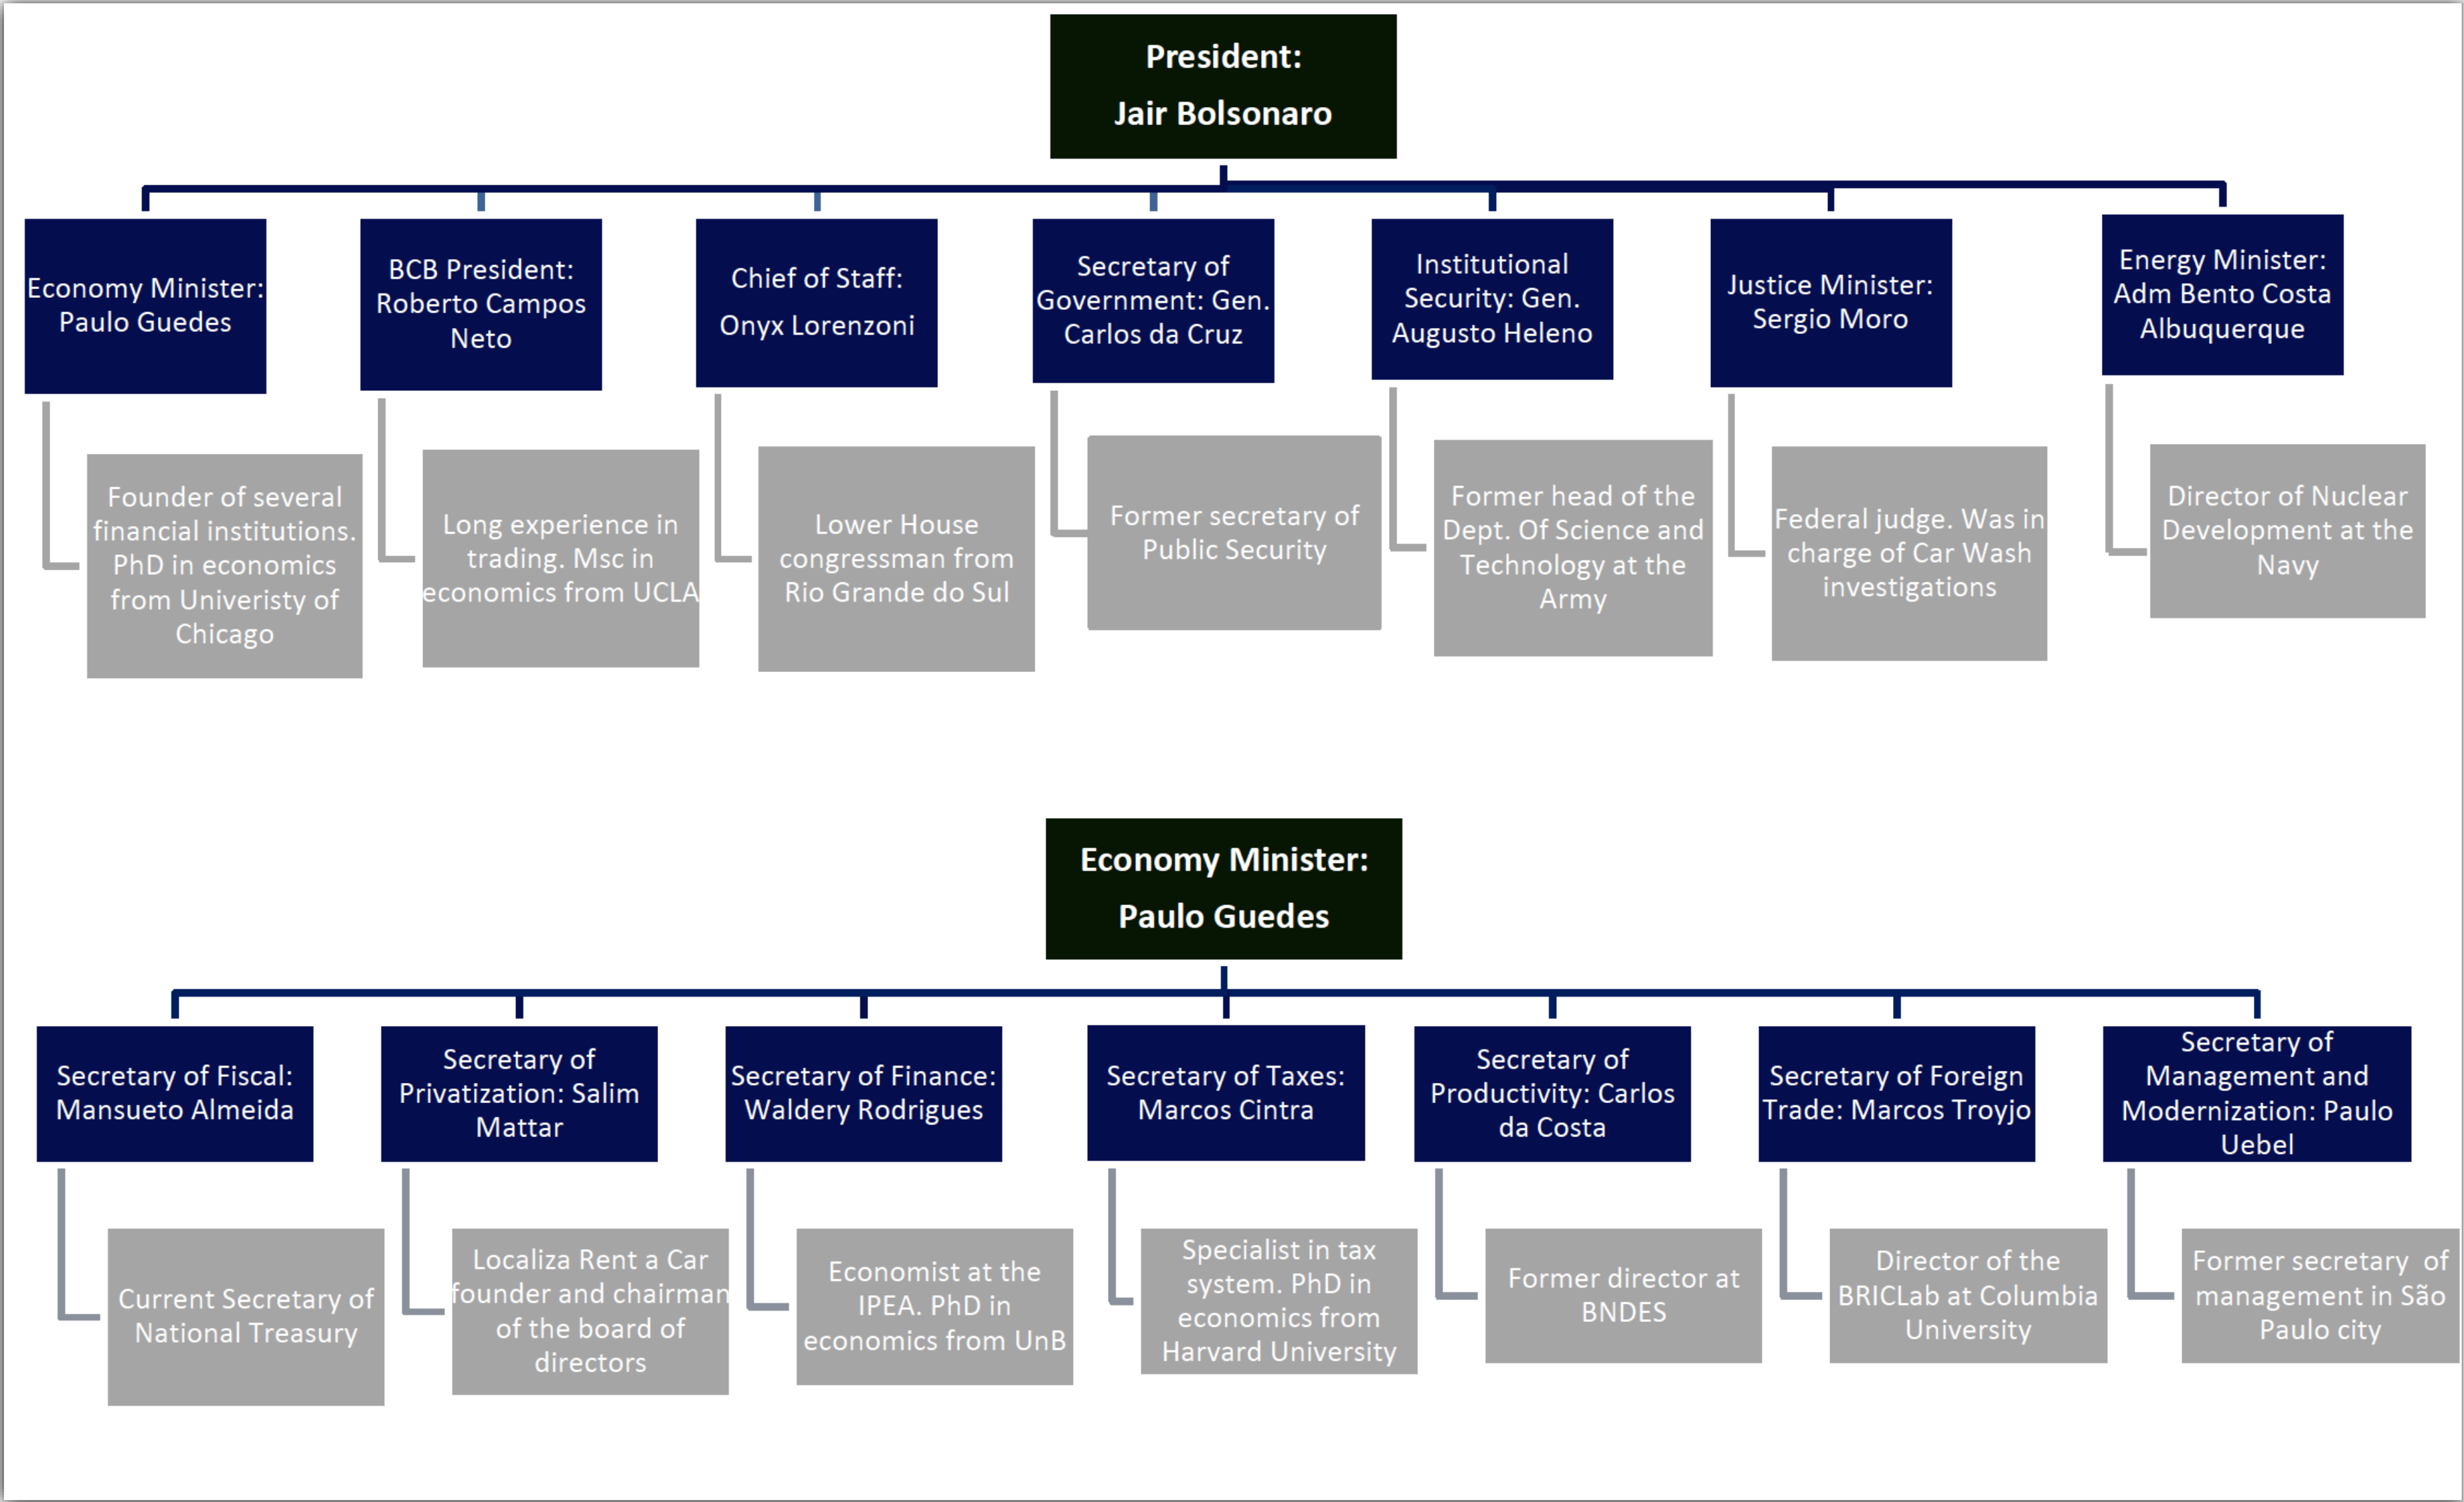 President:
Jair Bolsonaro
Economy Minister:
Paulo Guedes
BCB President:
Roberto Campos
Neto
Chief of Staff:
Onyx Lorenzoni
Secretary of
Government: Gen.
Carlos da Cruz
Institutional
Security: Gen.
Augusto Heleno
Justice Minister:
Sergio Moro
Energy Minister:
Adm Bento Costa
Albuquerque
Founder of several
financial institutions.
PhD in economics
from Univeristy of
Chicago
Long experience in
trading. Msc in
economics from UCLA
Lower House
congressman from
Rio Grande do Sul
Former secretary of
Public Security
Former head of the
Dept. Of Science and
Technology at the
Army
Federal judge. Was in
charge of Car Wash
investigations
Director of Nuclear
Development at the
Navy
Economy Minister:
Paulo Guedes
Secretary of Fiscal:
Mansueto Almeida
Secretary of
Privatization: Salim
Mattar
Secretary of Finance:
Waldery Rodrigues
Secretary of Taxes:
Marcos Cintra
Secretary of
Productivity: Carlos
da Costa
Secretary of Foreign
Trade: Marcos Troyjo
Secretary of
Management and
Modernization: Paulo
Uebel
Current Secretary of
National Treasury
Localiza Rent a Car
founder and chairman
of the board of
directors
Economist at the
IPEA. PhD in
economics from UnB
Specialist in tax
system. PhD in
economics from
Harvard University
Former director at
BNDES
Director of the
BRICLab at Columbia
University
Former secretary of
management in São
Paulo city